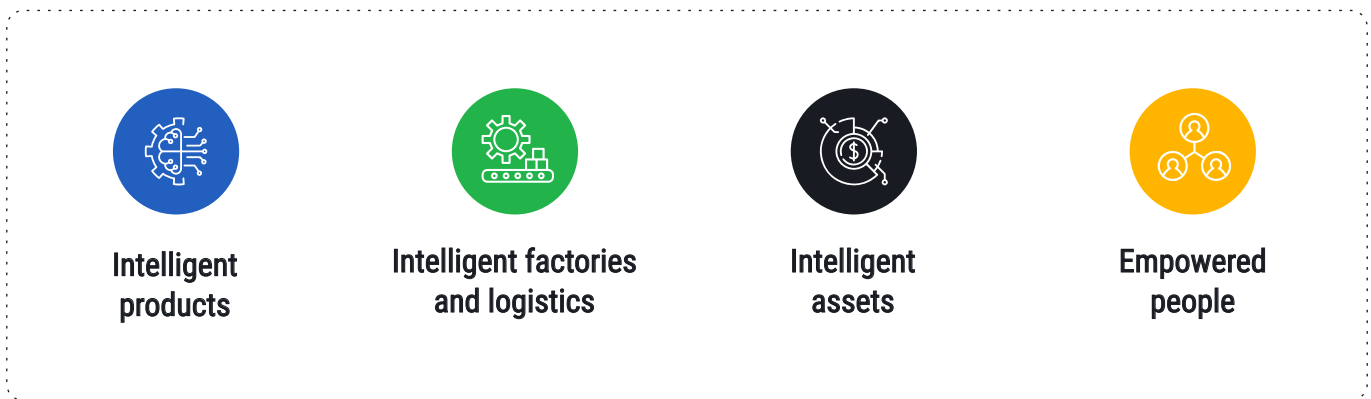 Intelligent
products
Intelligent factories
and logistics
$
Intelligent
assets
Empowered
people